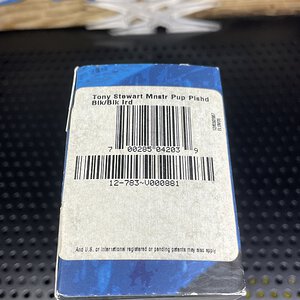 Tony Stewart Mnstr Pup Plshd
Blk/Blk Ird
7 00285 04203 9
12-783-V000881
And U.S. or International registered or pending patents may also apply